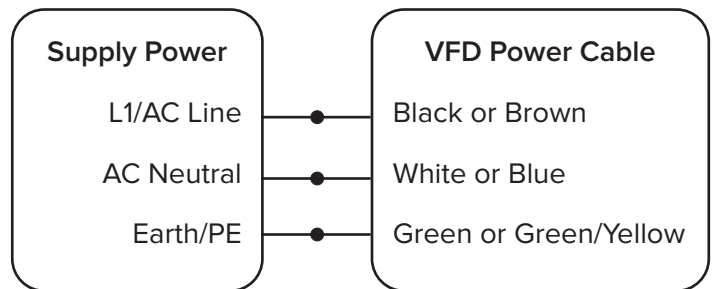 Supply Power
L1/AC Line
AC Neutral
Earth/PE
VFD Power Cable
Black or Brown
White or Blue
Green or Green/Yellow